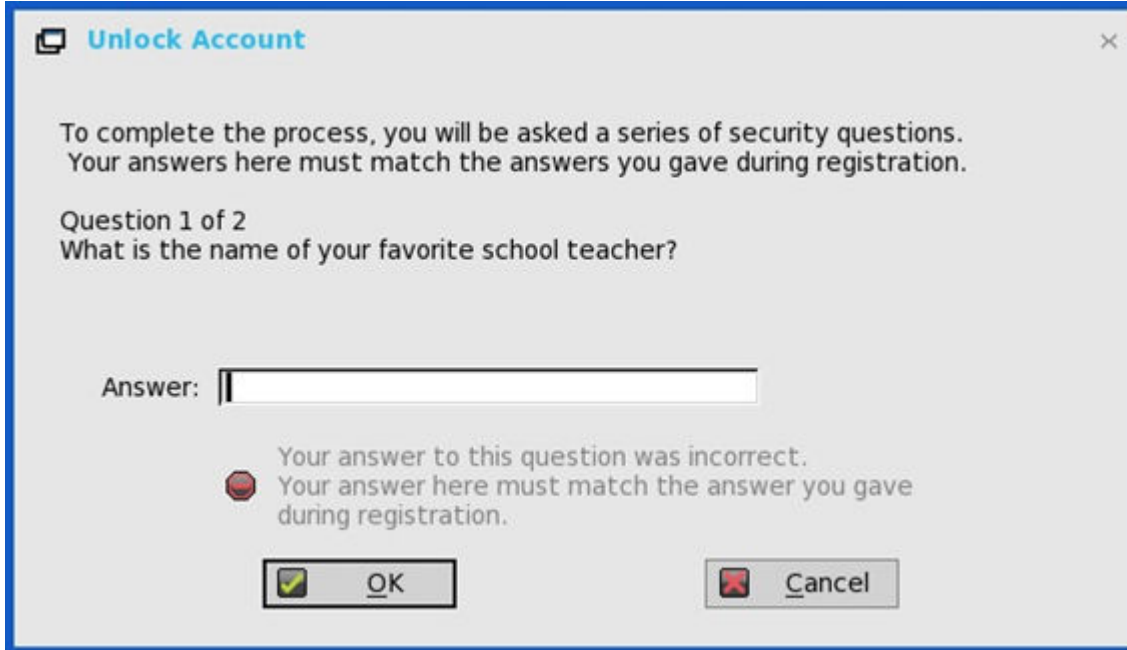 Unlock Account
To complete the process, you will be asked a series of security questions.
Your answers here must match the answers you gave during registration.
Question 1 of 2
What is the name of your favorite school teacher?
Answer:
Your answer to this question was incorrect.
Your answer here must match the answer you gave
during registration.
OK
Cancel